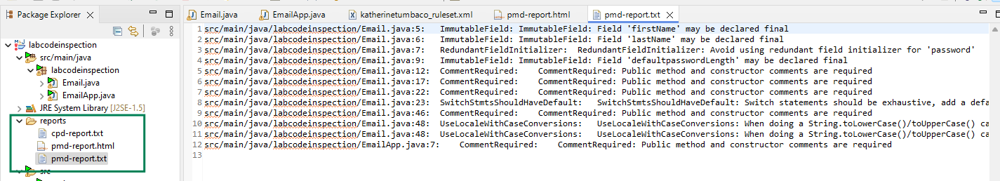 Package Explorer
labcodeinspection
src/main/java
labcodeinspection
Email.java
EmailApp.java
JRE System Library [J2SE-1.5]
reports
cpd-report.txt
pmd-report.html
pmd-report.txt
src
Email.java
EmailApp.java
katherinetumbaco_ruleset.xml
pmd-report.html
pmd-report.txt
1 src/main/java/labcodeinspection/Email.java:5: ImmutableField: ImmutableField: Field 'firstName' may be declared final
2 src/main/java/labcodeinspection/Email.java:6: ImmutableField: ImmutableField: Field 'lastName' may be declared final
3 src/main/java/labcodeinspection/Email.java:7: RedundantFieldInitializer: RedundantFieldInitializer: Avoid using redundant field initializer for 'password'
4 src/main/java/labcodeinspection/Email.java:9: ImmutableField: ImmutableField: Field 'defaultpasswordLength' may be declared final
5 src/main/java/labcodeinspection/Email.java:12: CommentRequired: CommentRequired: Public method and constructor comments are required
6 src/main/java/labcodeinspection/Email.java:17: CommentRequired: CommentRequired: Public method and constructor comments are required
7 src/main/java/labcodeinspection/Email.java:22: CommentRequired: CommentRequired: Public method and constructor comments are required
8 src/main/java/labcodeinspection/Email.java:23: SwitchStmtsShouldHaveDefault: SwitchStmtsShouldHaveDefault: Switch statements should be exhaustive, add a defa
9 src/main/java/labcodeinspection/Email.java:46: CommentRequired: CommentRequired: Public method and constructor comments are required
10 src/main/java/labcodeinspection/Email.java:48: UseLocaleWithCaseConversions: UseLocaleWithCaseConversions: When doing a String.toLowerCase()/toUpperCase() ca
11 src/main/java/labcodeinspection/Email.java:48: UseLocaleWithCaseConversions: UseLocaleWithCaseConversions: When doing a String.toLowerCase()/toUpperCase() ca
12 src/main/java/labcodeinspection/EmailApp.java:7: CommentRequired: CommentRequired: Public method and constructor comments are required
13